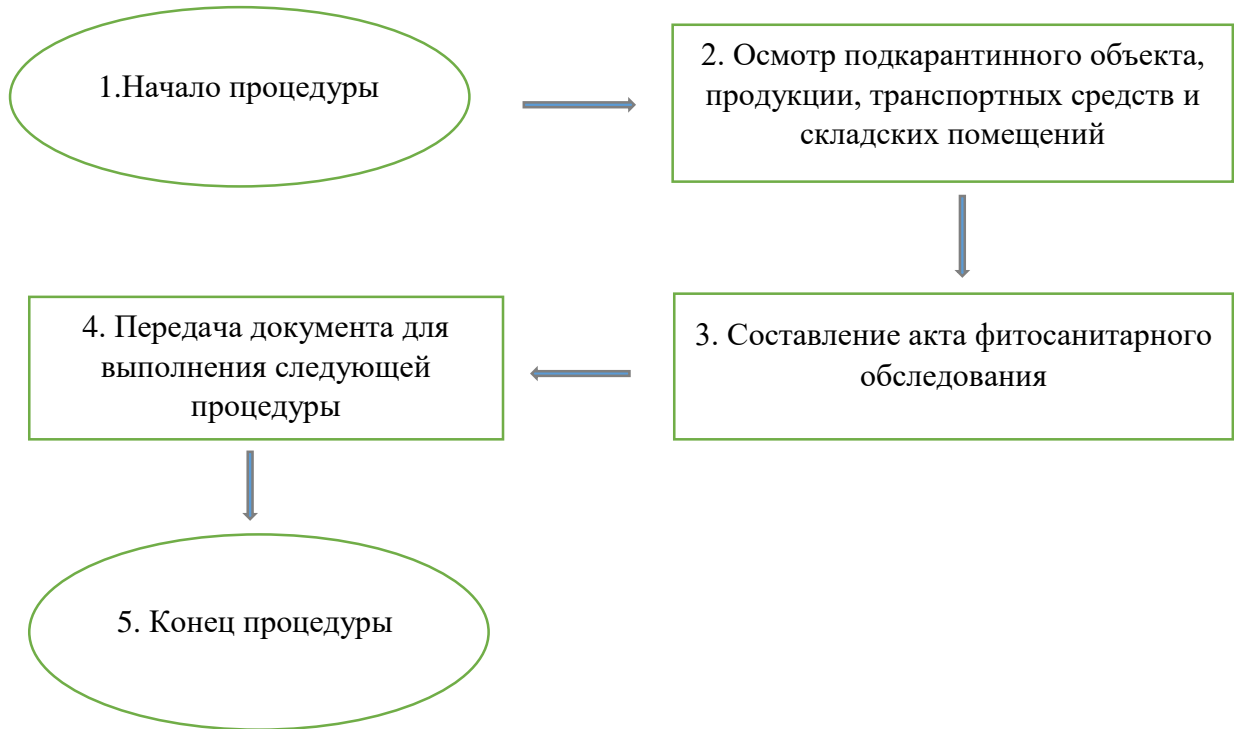 1.Начало процедуры
2. Осмотр подкарантинного объекта,
продукции, транспортных средств и
складских помещений
3. Составление акта фитосанитарного
обследования
4. Передача документа для
выполнения следующей
процедуры
5. Конец процедуры